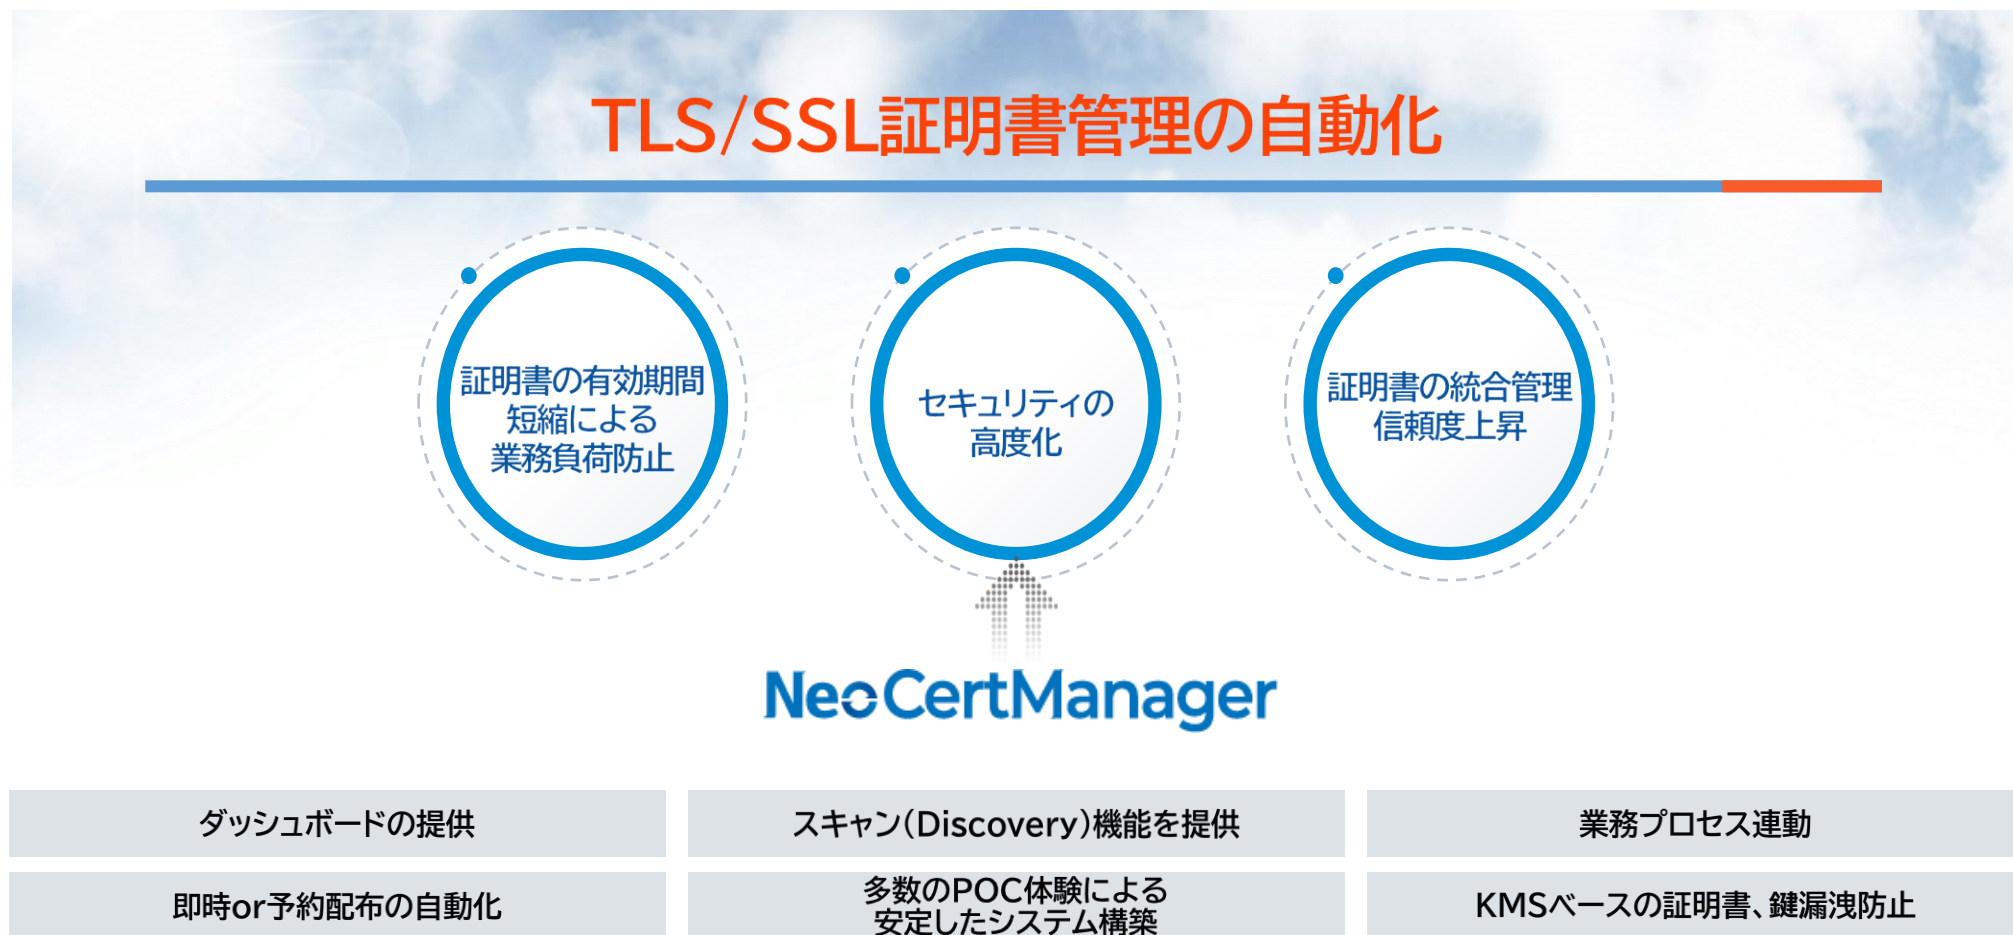 TLS/SSL証明書管理の自動化
証明書の有効期間
短縮による
業務負荷防止
セキュリティの
高度化
証明書の統合管理
信頼度上昇
NeoCertManager
ダッシュボードの提供
スキャン(Discovery)機能を提供
業務プロセス連動
即時or予約配布の自動化
多数のPOC体験による
安定したシステム構築
KMSベースの証明書、鍵漏洩防止